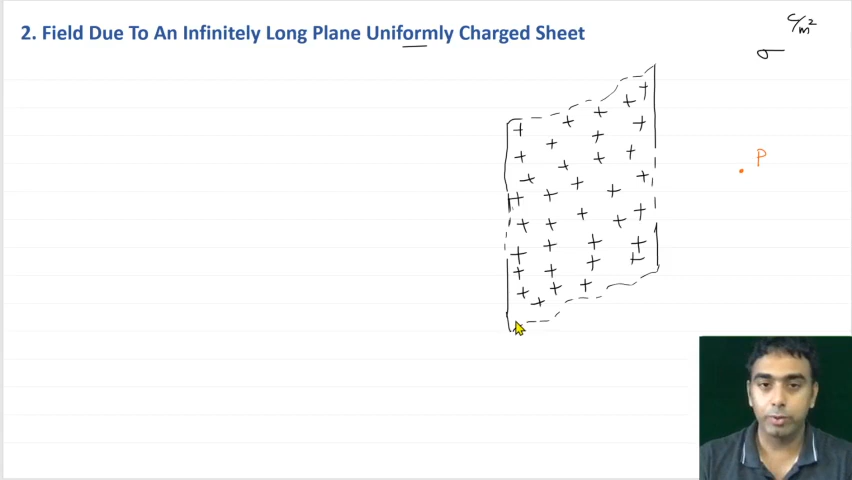 2. Field Due To An Infinitely Long Plane Uniformly Charged Sheet
C/m²
σ
P